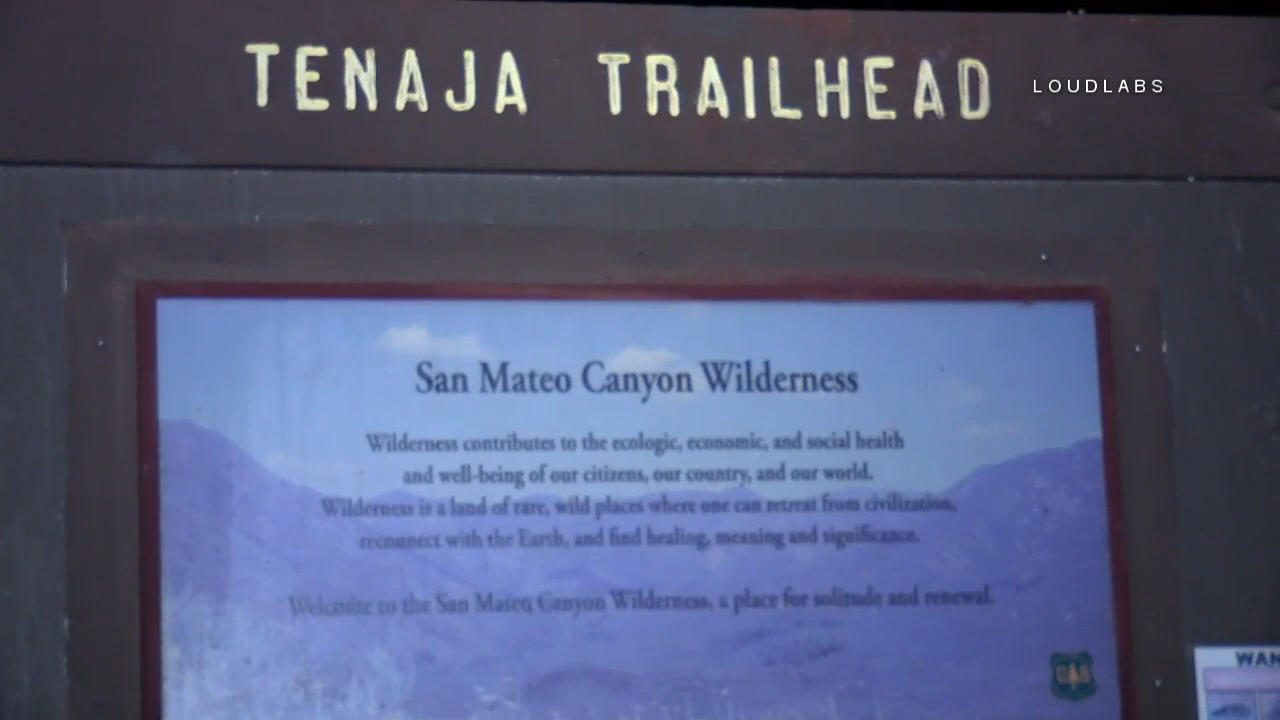 TENAJA TRAILHEAD
LOUDLABS
San Mateo Canyon Wilderness
Wilderness contributes to the ecologic, economic, and social health
and well-being of our citizens, our country, and our world.
Wilderness is a land of rare, wild places where one can retreat from civilization,
reconnect with the Earth, and find healing, meaning and significance.
Welcome to the San Mateo Canyon Wilderness, a place for solitude and renewal.
UAS
WAN